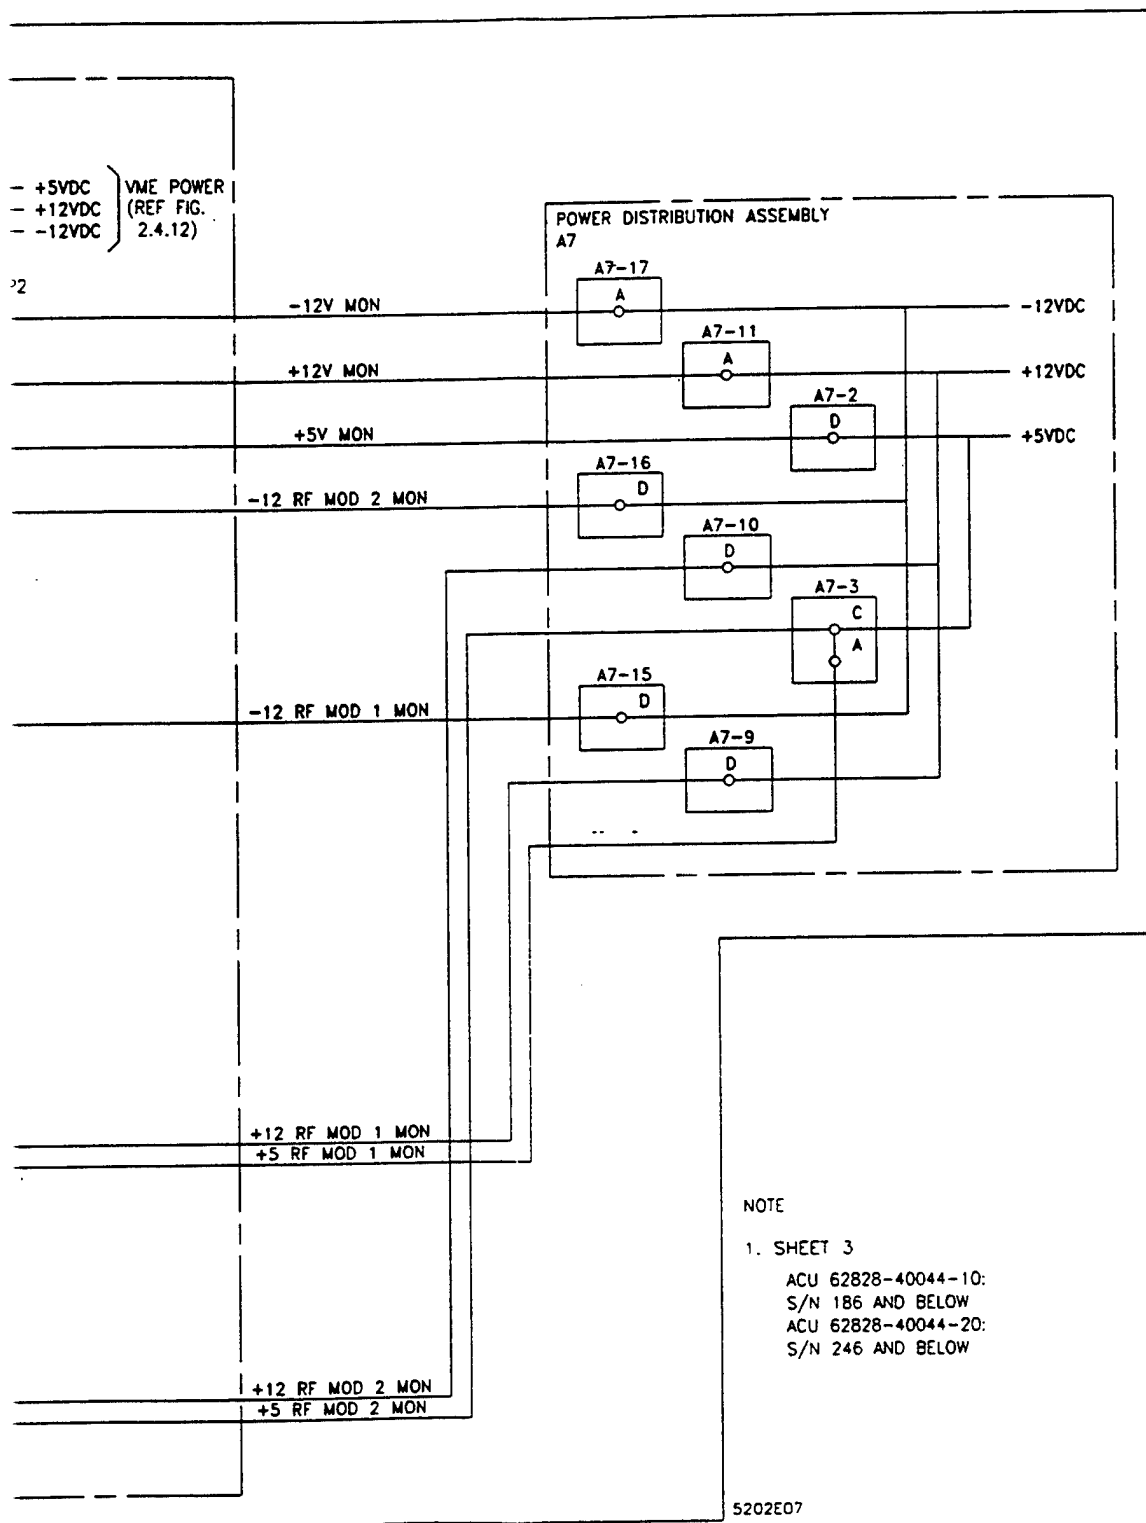 +5VDC
+12VDC
-12VDC
VME POWER
(REF FIG.
2.4.12)
POWER DISTRIBUTION ASSEMBLY
A7
A7-17
A
-12V MON
-12VDC
A7-11
A
+12V MON
+12VDC
A7-2
D
+5V MON
+5VDC
A7-16
D
-12 RF MOD 2 MON
A7-10
D
A7-3
C
A
A7-15
D
-12 RF MOD 1 MON
A7-9
D
+12 RF MOD 1 MON
+5 RF MOD 1 MON
NOTE
1. SHEET 3
ACU 62828-40044-10:
S/N 186 AND BELOW
ACU 62828-40044-20:
S/N 246 AND BELOW
+12 RF MOD 2 MON
+5 RF MOD 2 MON
5202E07